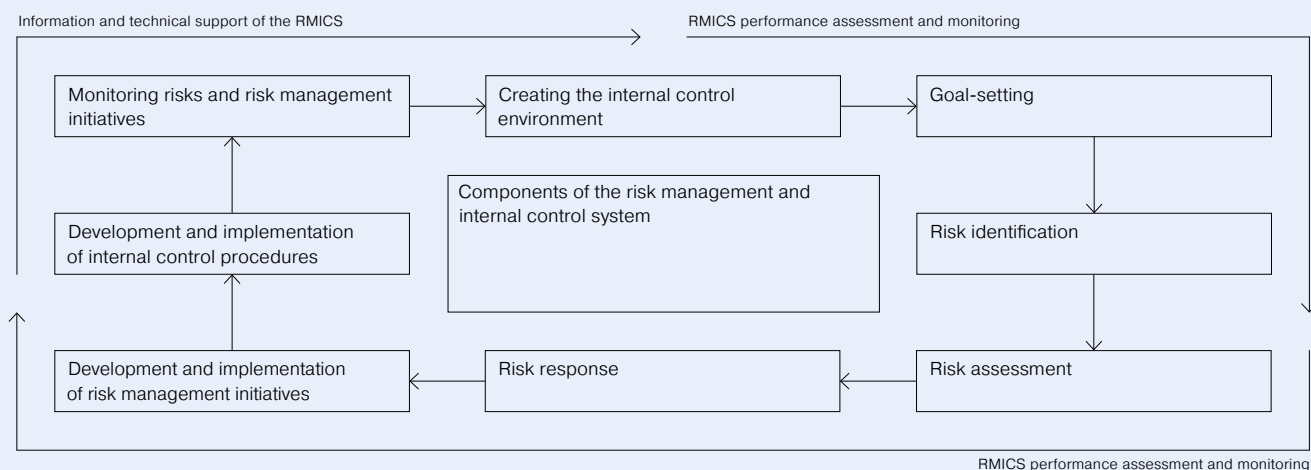 Information and technical support of the RMICS
RMICS performance assessment and monitoring
Monitoring risks and risk management
initiatives
Creating the internal control
environment
Goal-setting
Components of the risk management and
internal control system
Development and implementation
of internal control procedures
Risk identification
Development and implementation
of risk management initiatives
Risk response
Risk assessment
RMICS performance assessment and monitoring